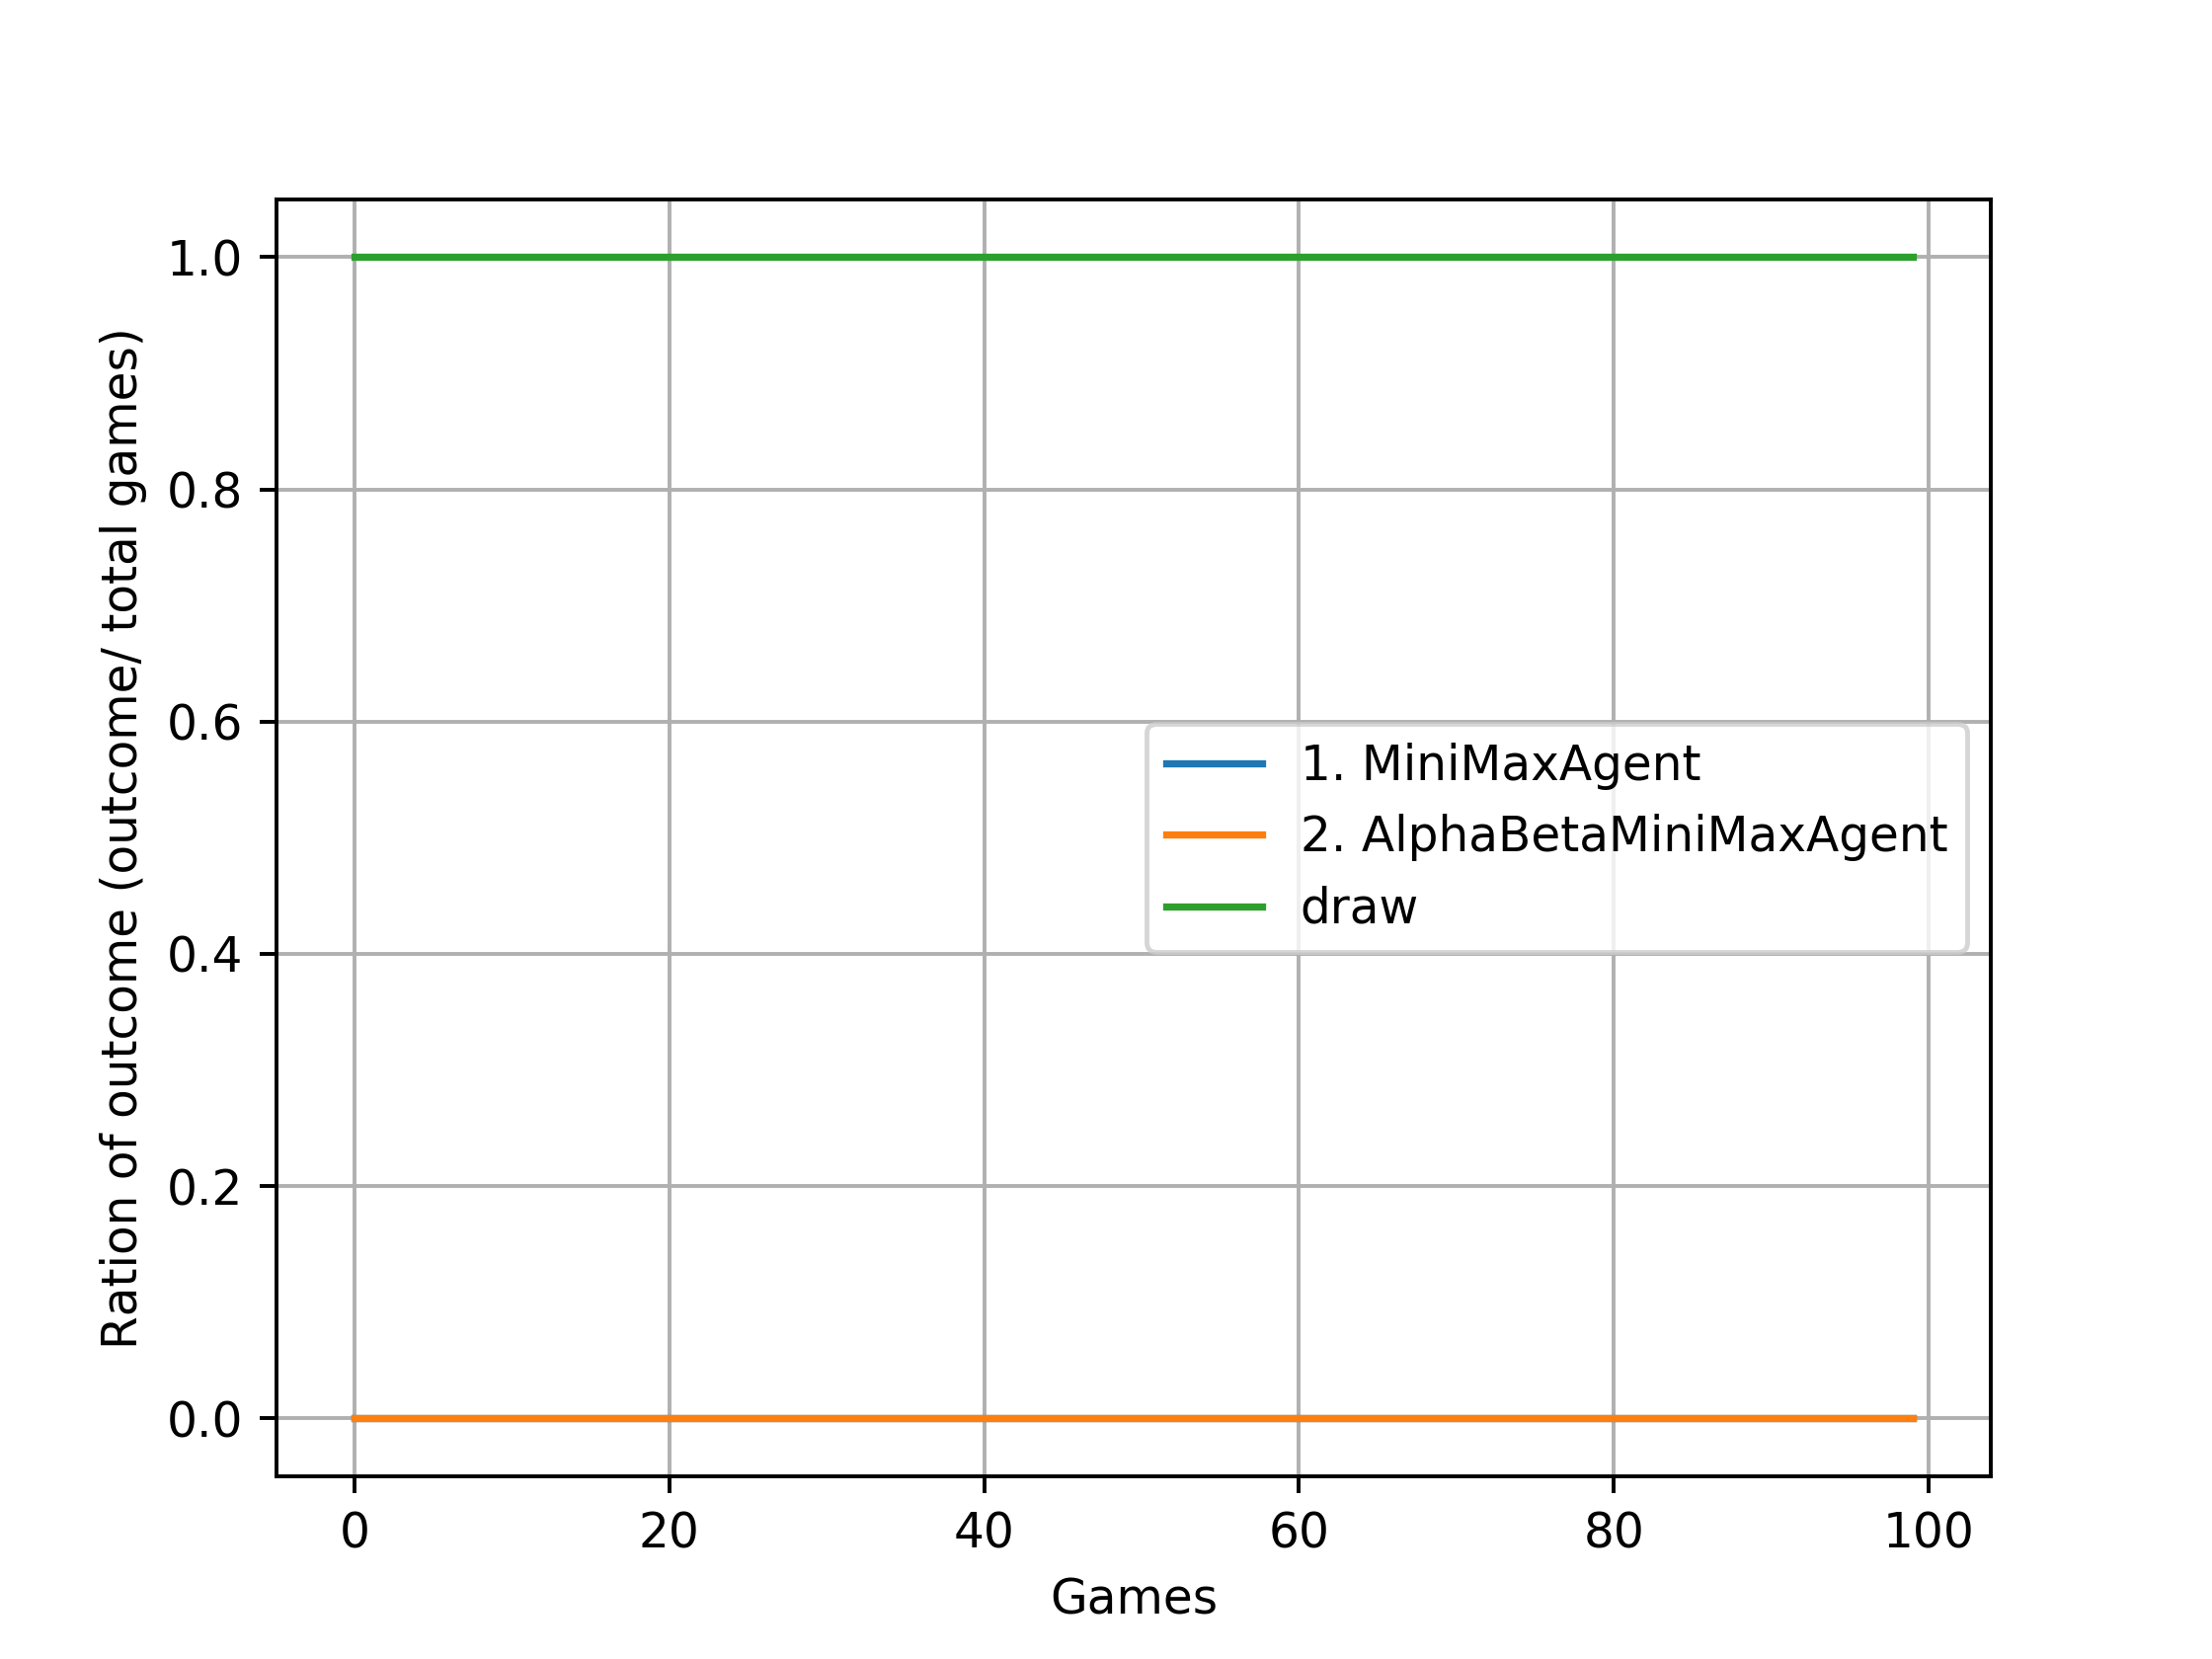 Ration of outcome (outcome/ total games)
1.0
0.8
0.6
0.4
0.2
0.0
1. MiniMaxAgent
2. AlphaBetaMiniMaxAgent
draw
0 20 40 60 80 100
Games